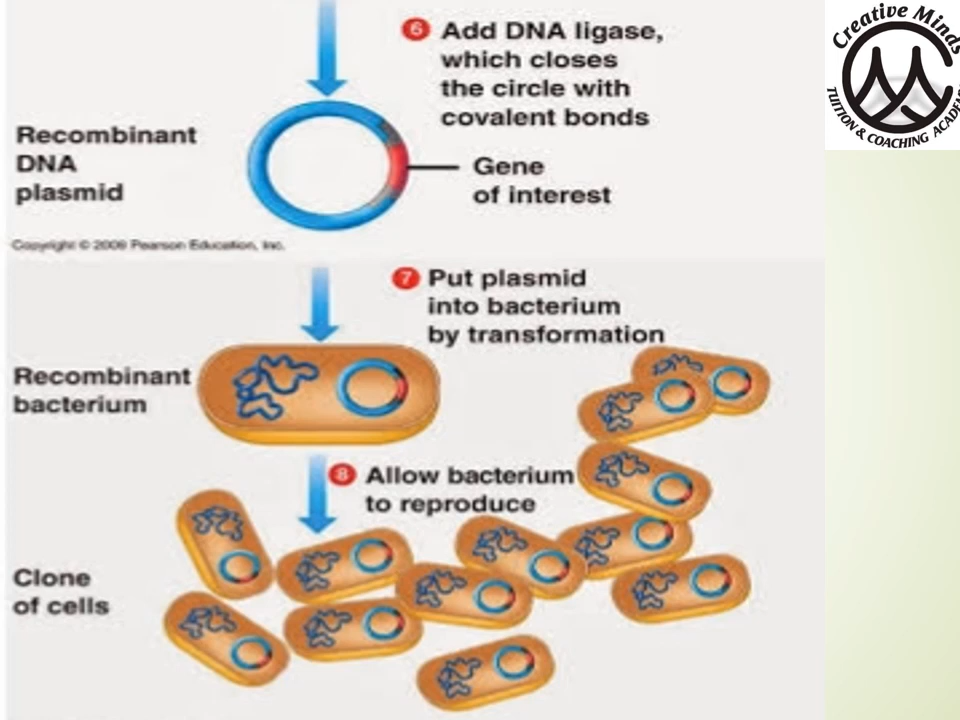 Creative Minds
TUITION & COACHING ACADEM
6 Add DNA ligase,
which closes
the circle with
covalent bonds
Recombinant
DNA
plasmid
Gene
of interest
Copyright © 2009 Pearson Education, Inc.
7 Put plasmid
into bacterium
by transformation
Recombinant
bacterium
8 Allow bacterium
to reproduce
Clone
of cells